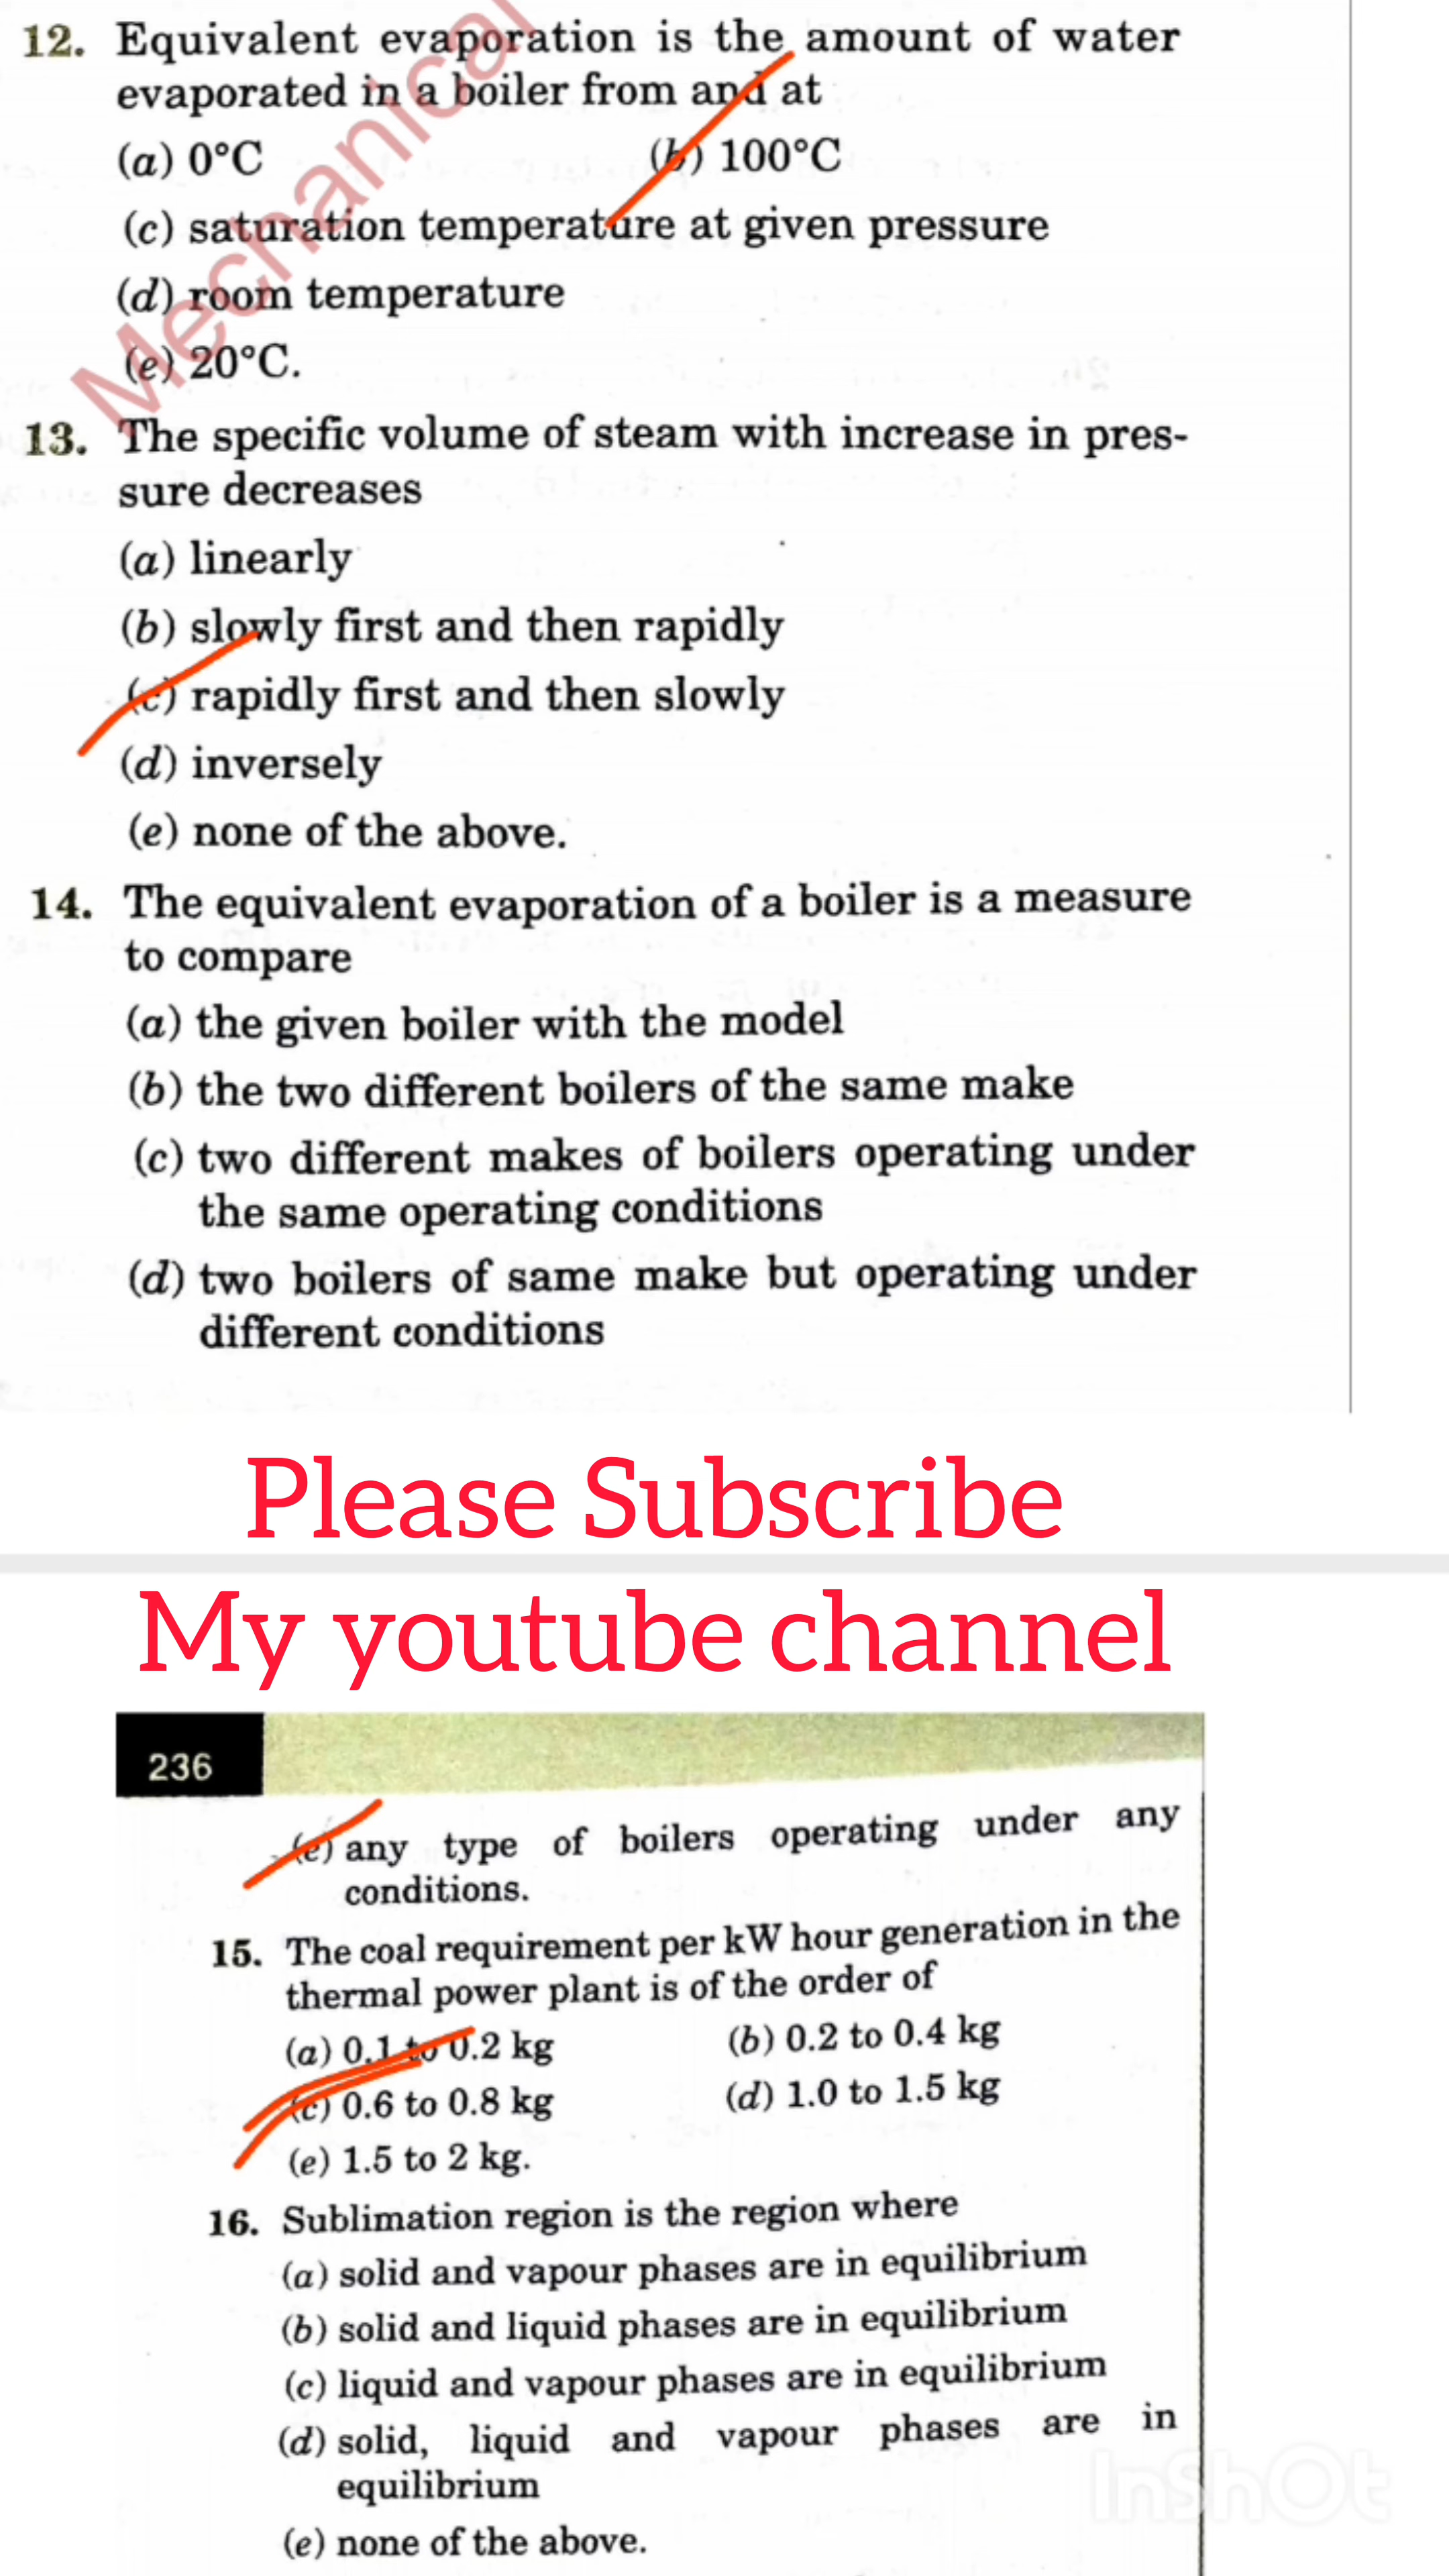 Mechanical
12. Equivalent evaporation is the amount of water
evaporated in a boiler from and at
(a) 0°C (b) 100°C
(c) saturation temperature at given pressure
(d) room temperature
(e) 20°C.
13. The specific volume of steam with increase in pres-
sure decreases
(a) linearly
(b) slowly first and then rapidly
(c) rapidly first and then slowly
(d) inversely
(e) none of the above.
14. The equivalent evaporation of a boiler is a measure
to compare
(a) the given boiler with the model
(b) the two different boilers of the same make
(c) two different makes of boilers operating under
the same operating conditions
(d) two boilers of same make but operating under
different conditions
Please Subscribe
My youtube channel
236
(e) any type of boilers operating under any
conditions.
15. The coal requirement per kW hour generation in the
thermal power plant is of the order of
(a) 0.1 to 0.2 kg (b) 0.2 to 0.4 kg
(c) 0.6 to 0.8 kg (d) 1.0 to 1.5 kg
(e) 1.5 to 2 kg.
16. Sublimation region is the region where
(a) solid and vapour phases are in equilibrium
(b) solid and liquid phases are in equilibrium
(c) liquid and vapour phases are in equilibrium
(d) solid, liquid and vapour phases are in
equilibrium
(e) none of the above.
InShOt